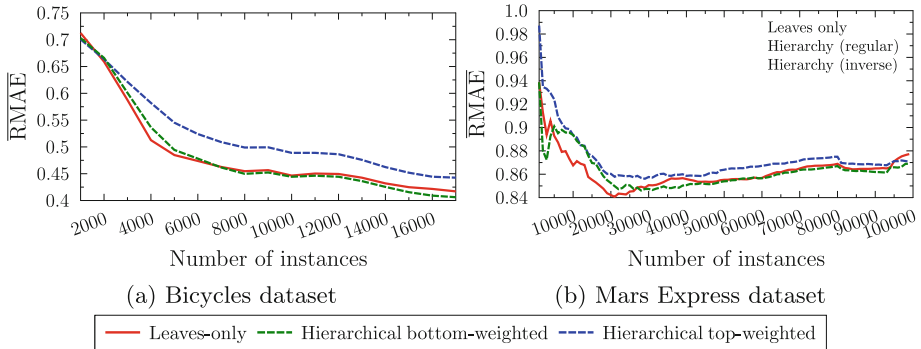 0.75
0.7
0.65
0.6
0.55
0.5
0.45
0.4
RMAE
2000 4000 6000 8000 10000 12000 14000 16000
Number of instances
(a) Bicycles dataset
1.0
0.98
0.96
0.94
0.92
0.9
0.88
0.86
0.84
RMAE
Leaves only
Hierarchy (regular)
Hierarchy (inverse)
10000 20000 30000 40000 50000 60000 70000 80000 90000 100000
Number of instances
(b) Mars Express dataset
Leaves-only Hierarchical bottom-weighted Hierarchical top-weighted